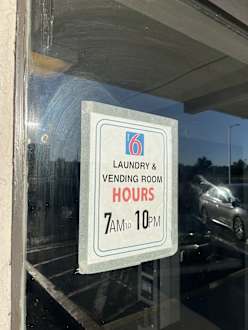 6
LAUNDRY &
VENDING ROOM
HOURS
7AM TO 10PM